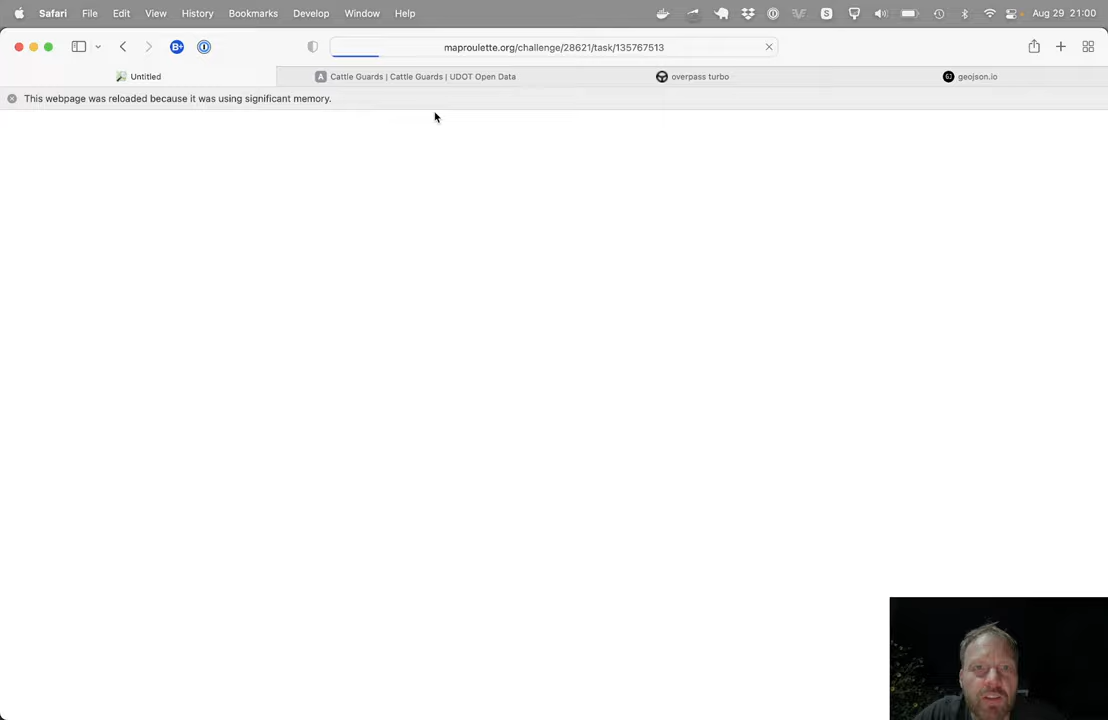 Safari File Edit View History Bookmarks Develop Window Help Aug 29 21:00
maproulette.org/challenge/28621/task/135767513
Untitled Cattle Guards | Cattle Guards | UDOT Open Data overpass turbo geojson.io
This webpage was reloaded because it was using significant memory.